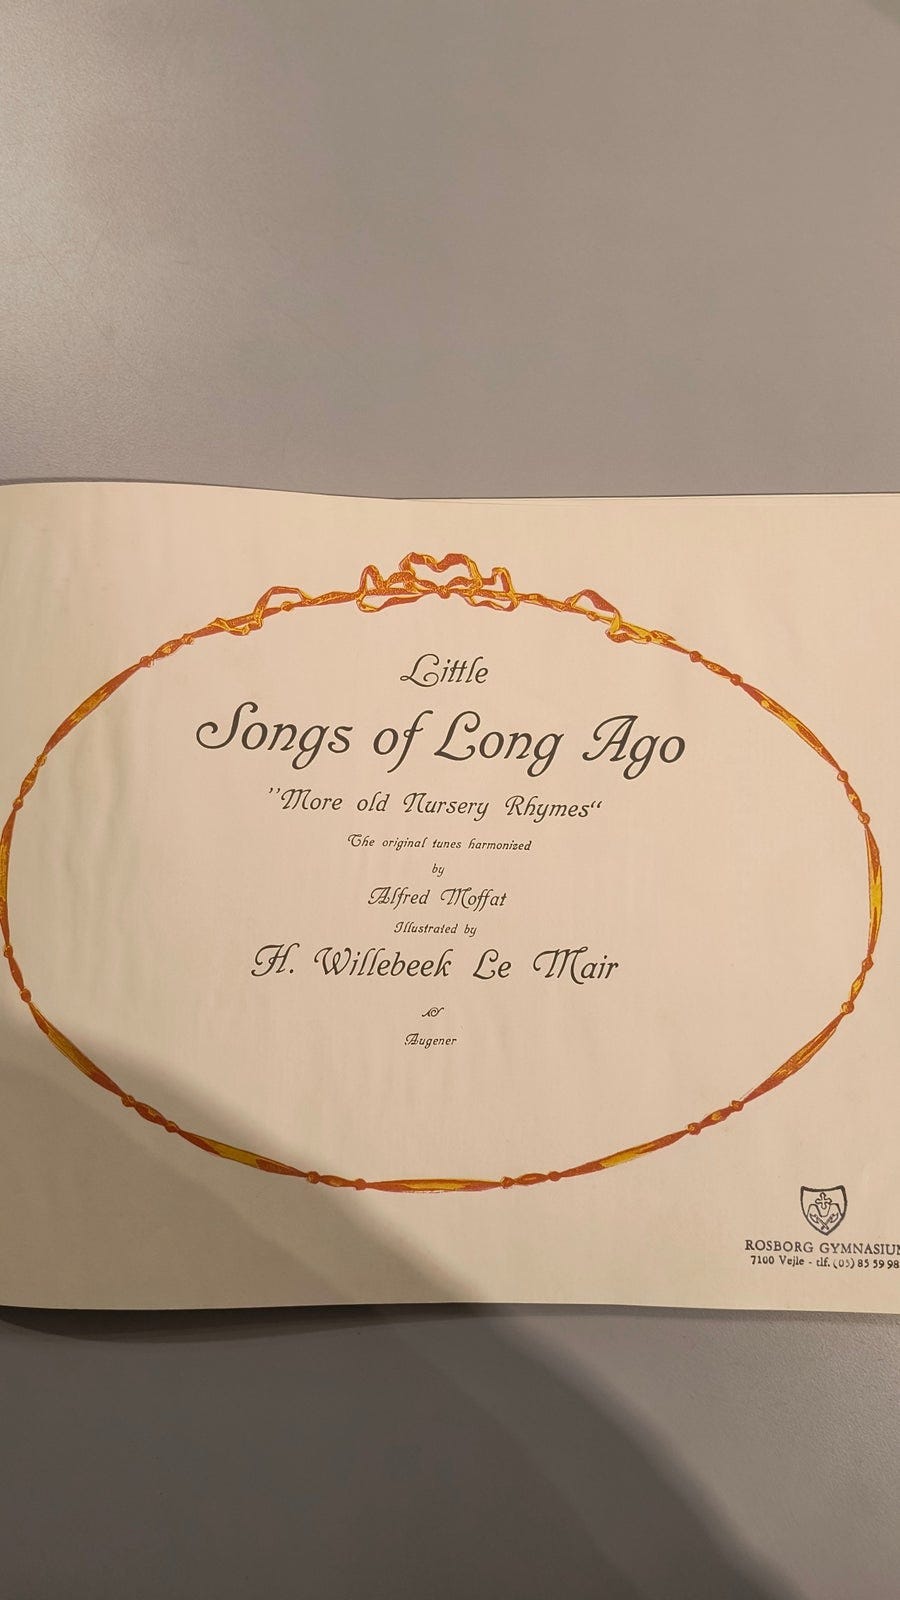 Little
Songs of Long Ago
"More old Nursery Rhymes“
The original tunes harmonized
by
Alfred Moffat
Illustrated by
H. Willebeek Le Mair
Augener
ROSBORG GYMNASIUM
7100 Vejle - tlf. (05) 85 59 98